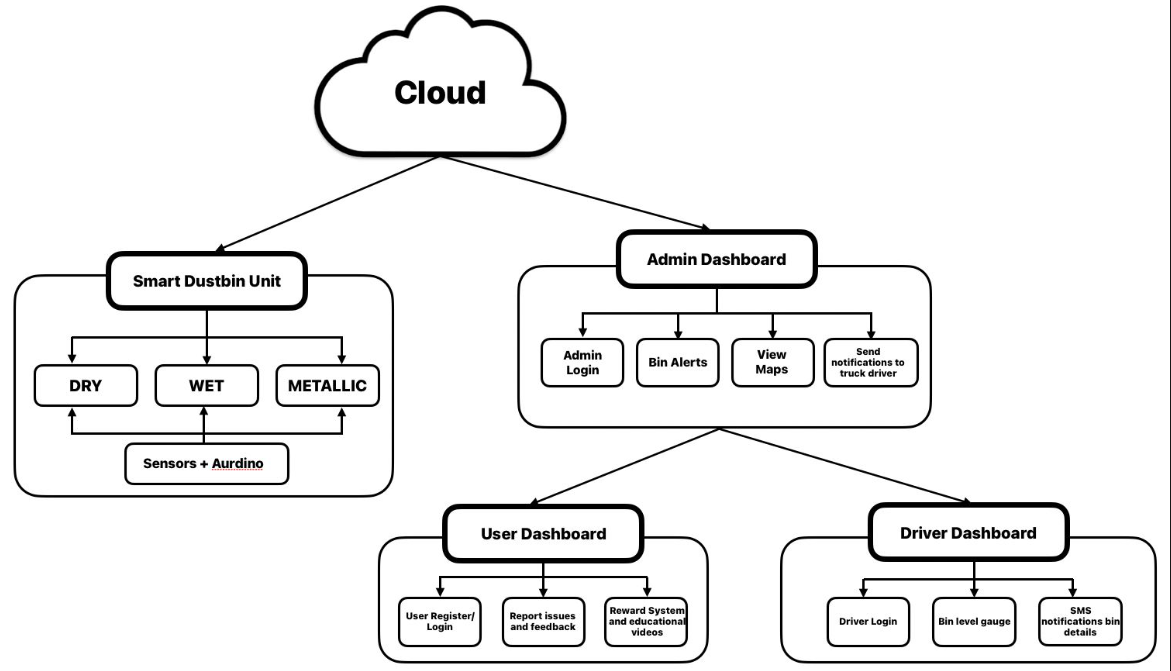 Cloud
Smart Dustbin Unit
DRY
WET
METALLIC
Sensors + Aurdino
Admin Dashboard
Admin
Login
Bin Alerts
View
Maps
Send
notifications to
truck driver
User Dashboard
User Register/
Login
Report issues
and feedback
Reward System
and educational
videos
Driver Dashboard
Driver Login
Bin level gauge
SMS
notifications bin
details